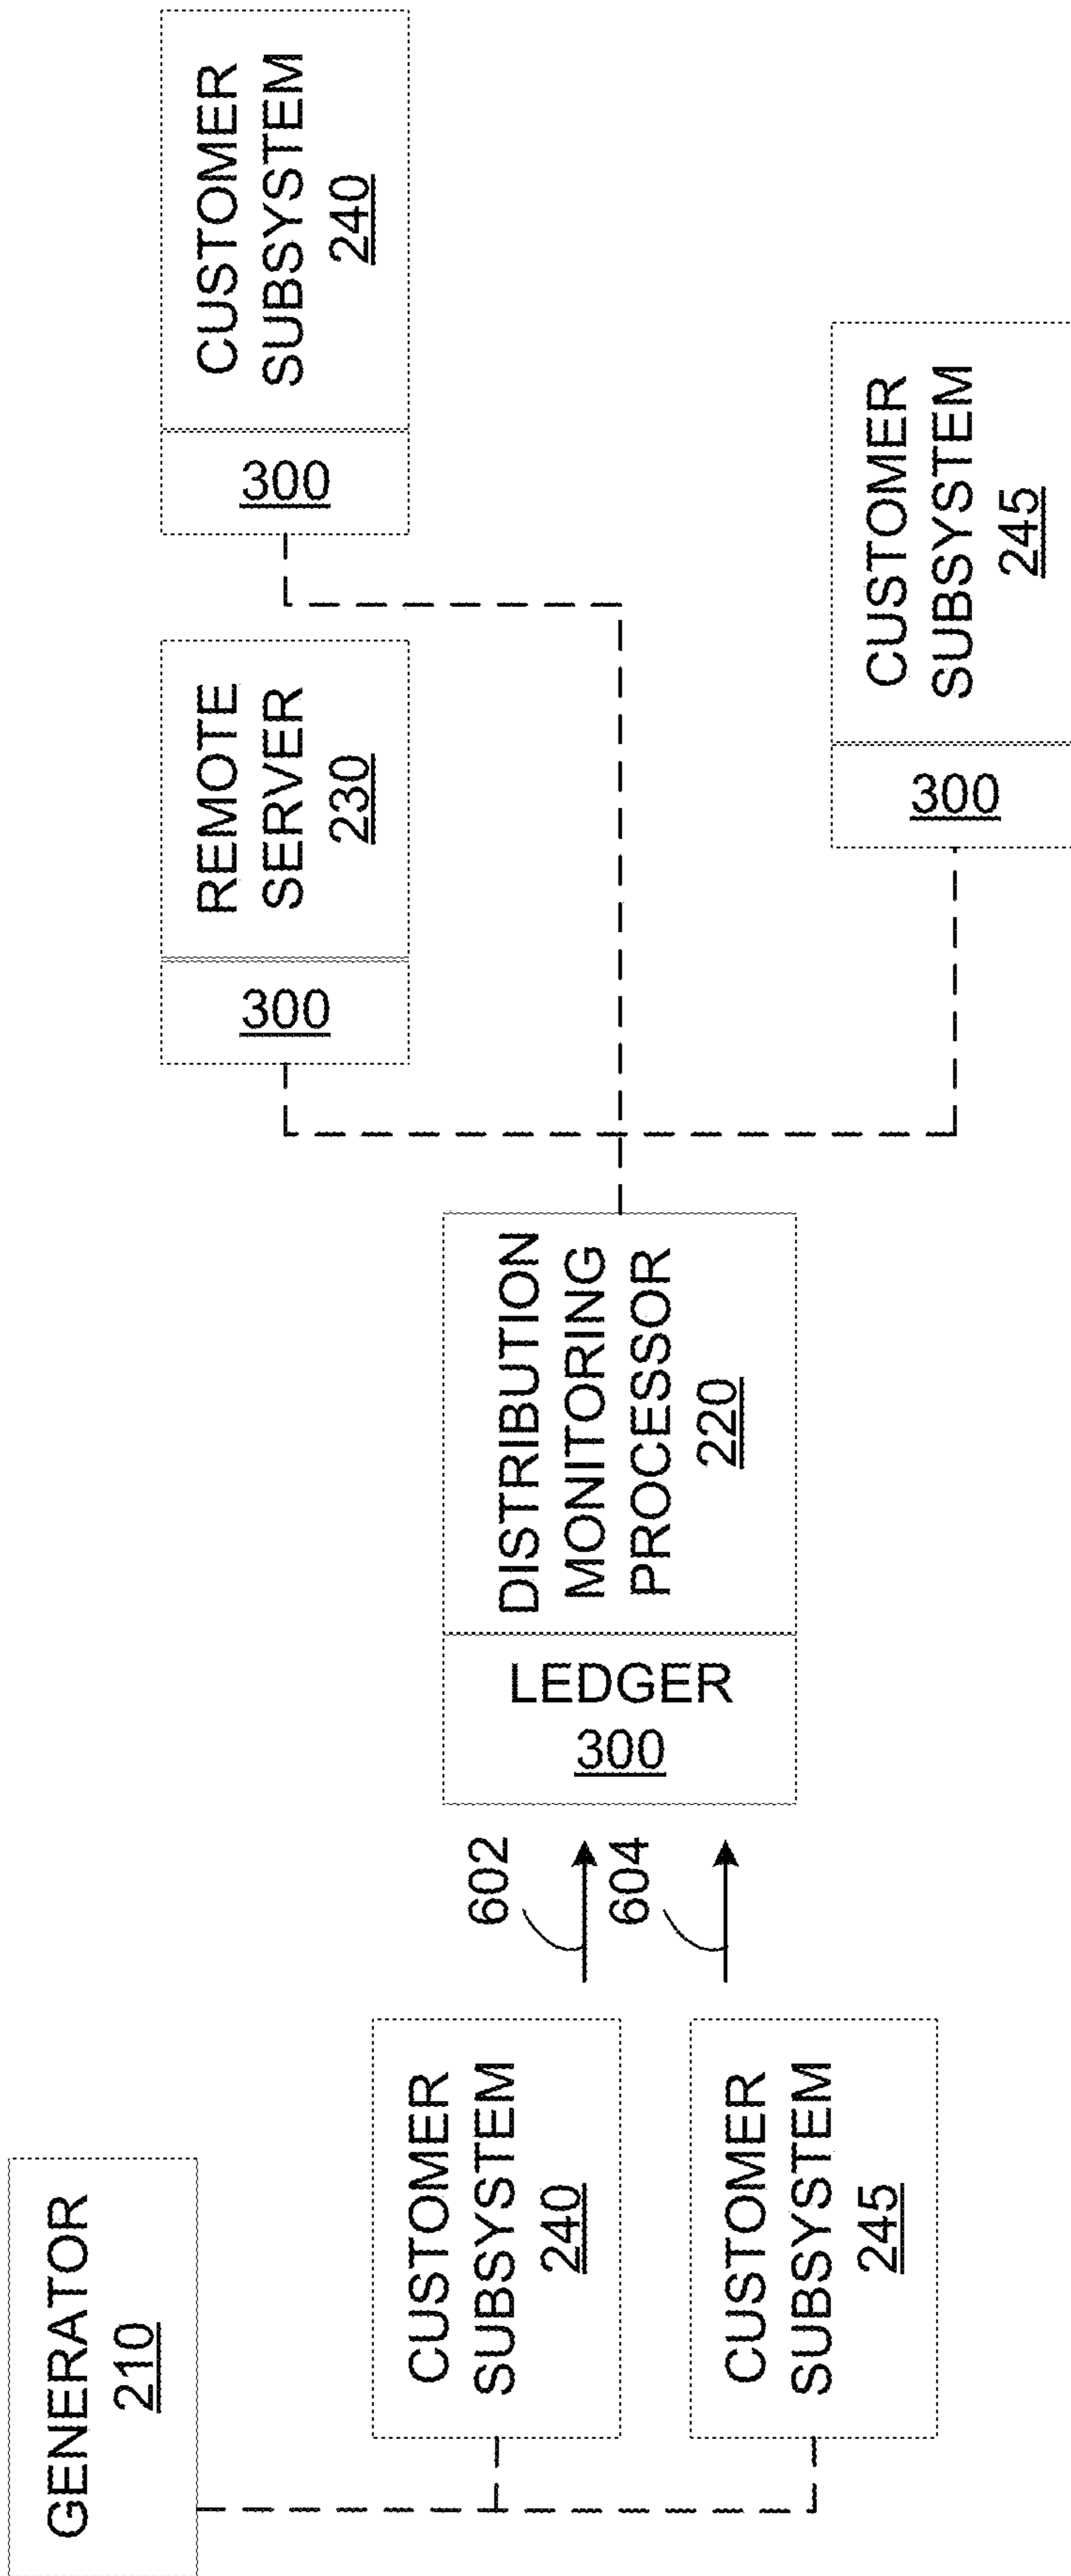 GENERATOR
210
CUSTOMER
SUBSYSTEM
240
CUSTOMER
SUBSYSTEM
245
602
604
LEDGER
300
DISTRIBUTION
MONITORING
PROCESSOR
220
300
REMOTE
SERVER
230
300
CUSTOMER
SUBSYSTEM
240
300
CUSTOMER
SUBSYSTEM
245